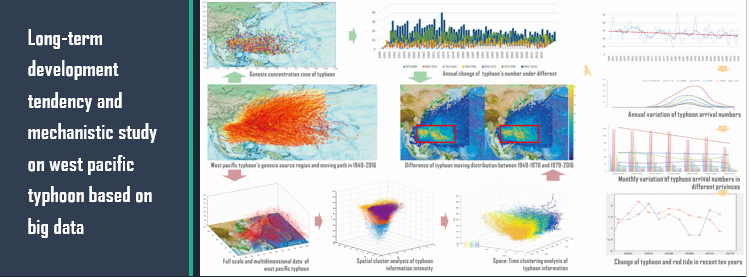 Long-term
development
tendency and
mechanistic study
on west pacific
typhoon based on
big data
Genesis concentration zone of typhoon
Annual change of typhoon's number under different
Annual variation of typhoon arrival numbers
West pacific typhoon's genesis source region and moving path in 1949-2016
Difference of typhoon moving distribution between 1949-1978 and 1979-2016
Monthly variation of typhoon arrival numbers in
different privinces
Full scale and multidimensional data of
west pacific typhoon
Spatial cluster analysis of typhoon
information intensity
Space-Time clustering analysis of
typhoon information
Change of typhoon and red tide in recent ten years